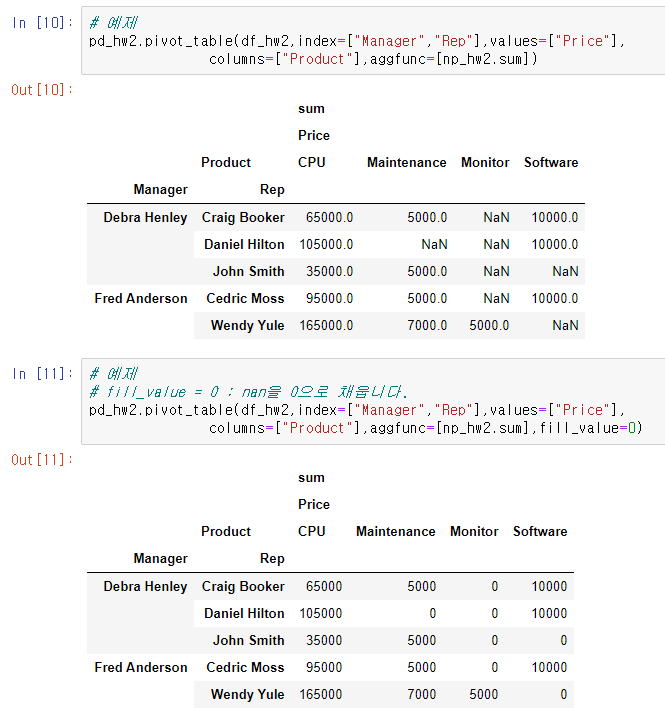 In [10]:
# 예제
pd_hw2.pivot_table(df_hw2,index=["Manager","Rep"],values=["Price"],
columns=["Product"],aggfunc=[np_hw2.sum])
Out[10]:
sum
Price
Product CPU Maintenance Monitor Software
Manager Rep
Debra Henley Craig Booker 65000.0 5000.0 NaN 10000.0
Daniel Hilton 105000.0 NaN NaN 10000.0
John Smith 35000.0 5000.0 NaN NaN
Fred Anderson Cedric Moss 95000.0 5000.0 NaN 10000.0
Wendy Yule 165000.0 7000.0 5000.0 NaN
In [11]:
# 예제
# fill_value = 0 : nan을 0으로 채웁니다.
pd_hw2.pivot_table(df_hw2,index=["Manager","Rep"],values=["Price"],
columns=["Product"],aggfunc=[np_hw2.sum],fill_value=0)
Out[11]:
sum
Price
Product CPU Maintenance Monitor Software
Manager Rep
Debra Henley Craig Booker 65000 5000 0 10000
Daniel Hilton 105000 0 0 10000
John Smith 35000 5000 0 0
Fred Anderson Cedric Moss 95000 5000 0 10000
Wendy Yule 165000 7000 5000 0